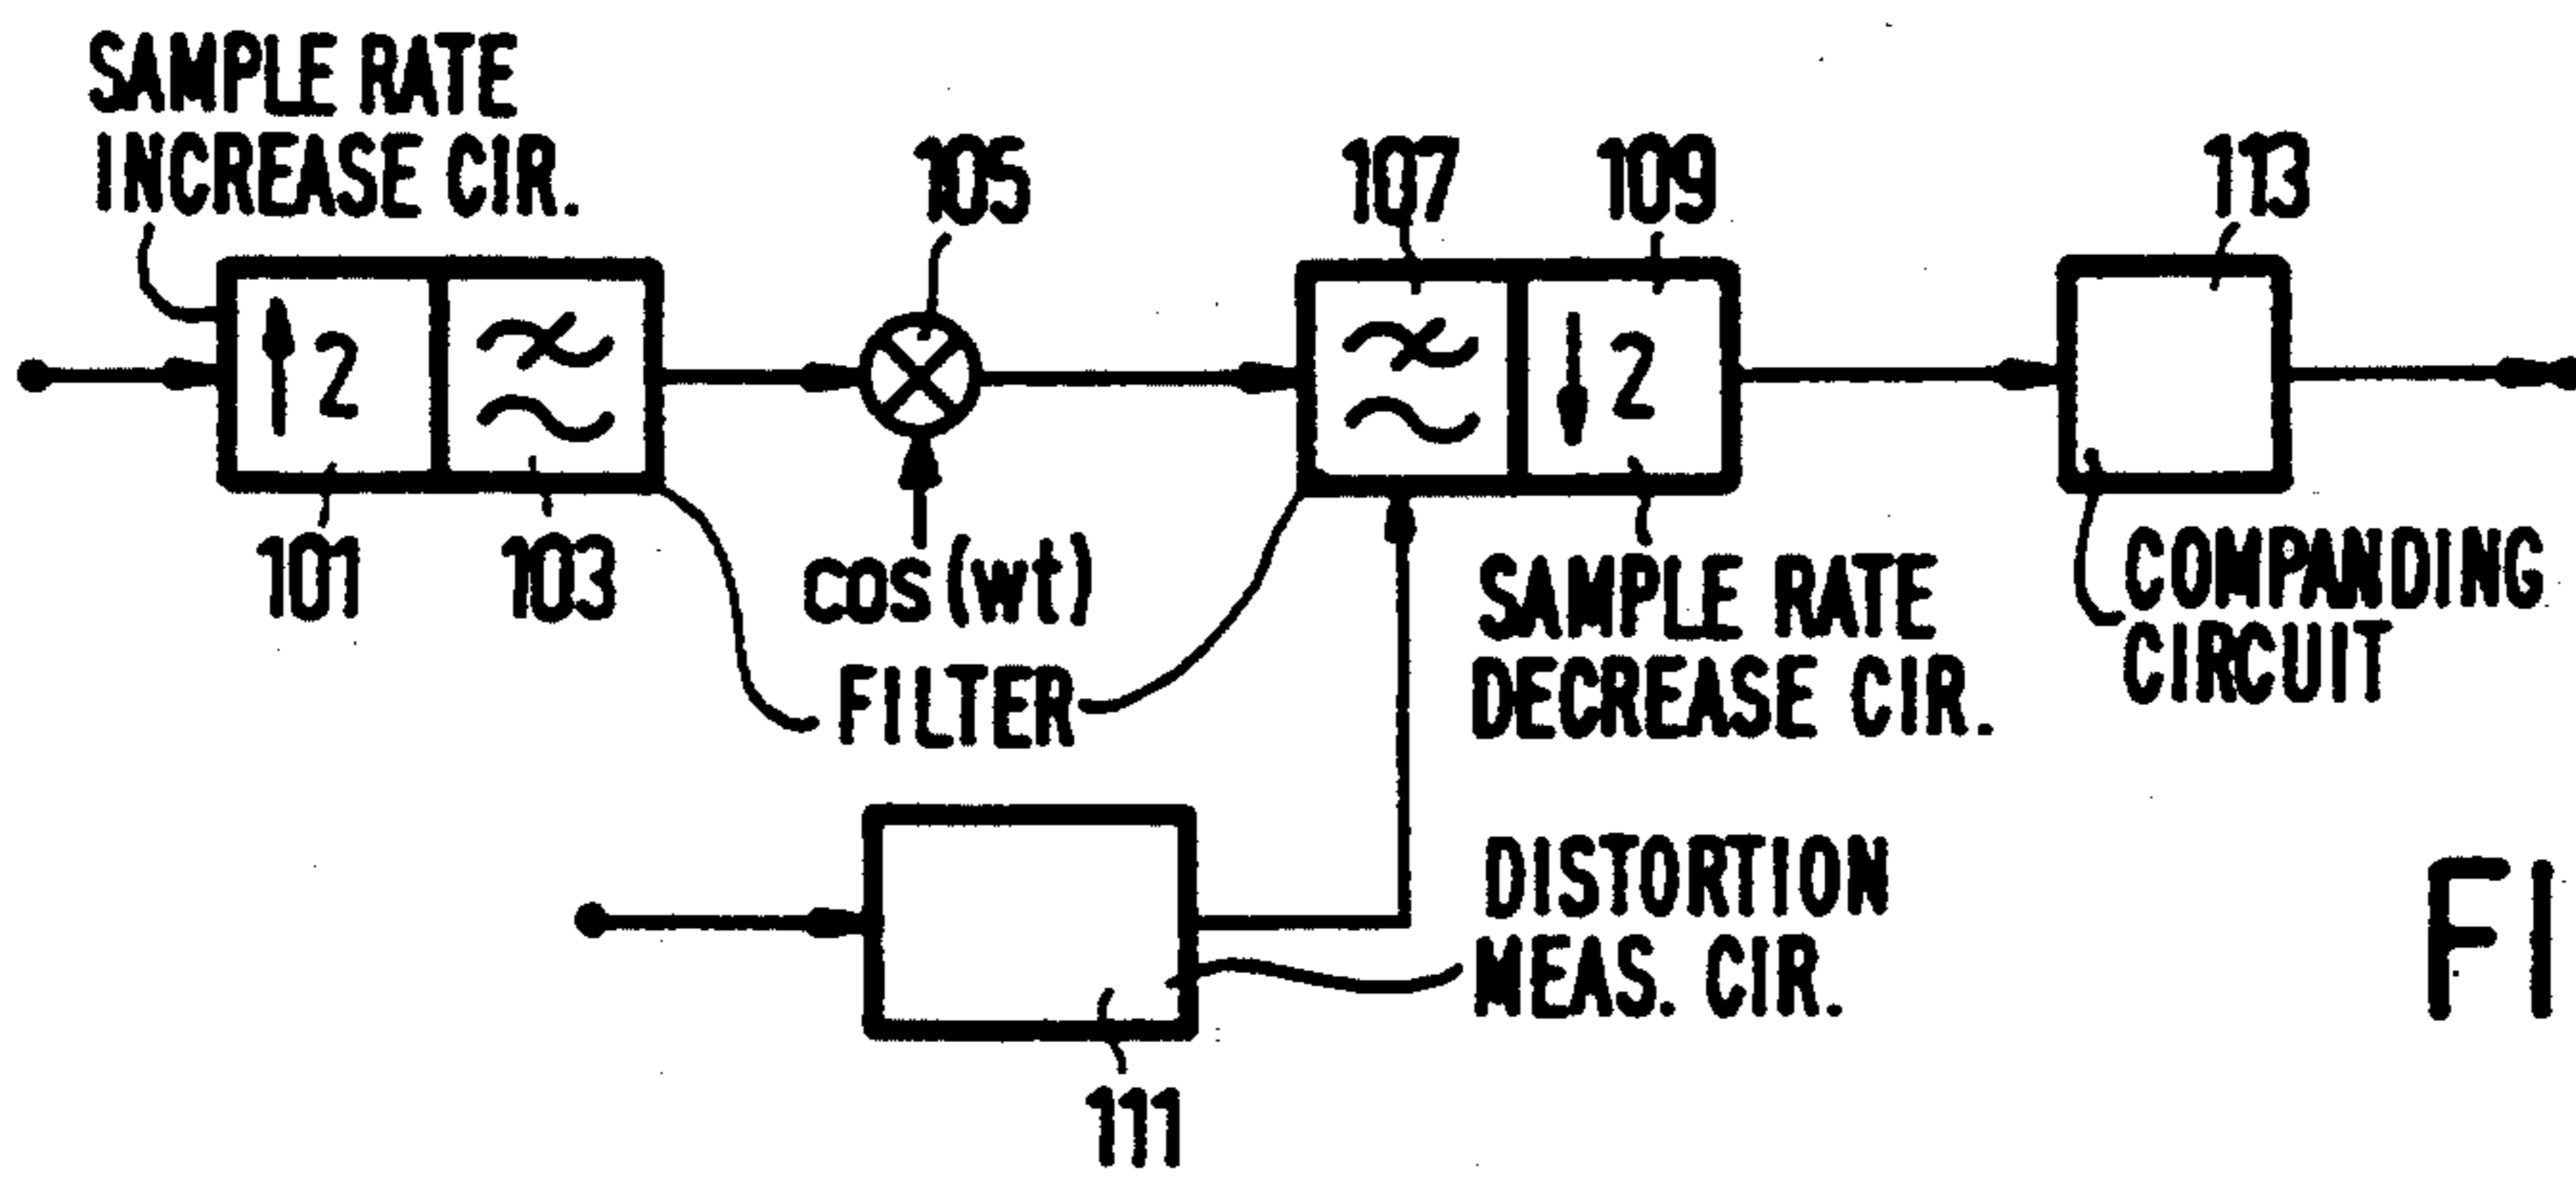 SAMPLE RATE
INCREASE CIR.
105
107
109
113
2
2
101
103
cos(wt)
FILTER
SAMPLE RATE
DECREASE CIR.
COMPANDING
CIRCUIT
DISTORTION
MEAS. CIR.
111
FI